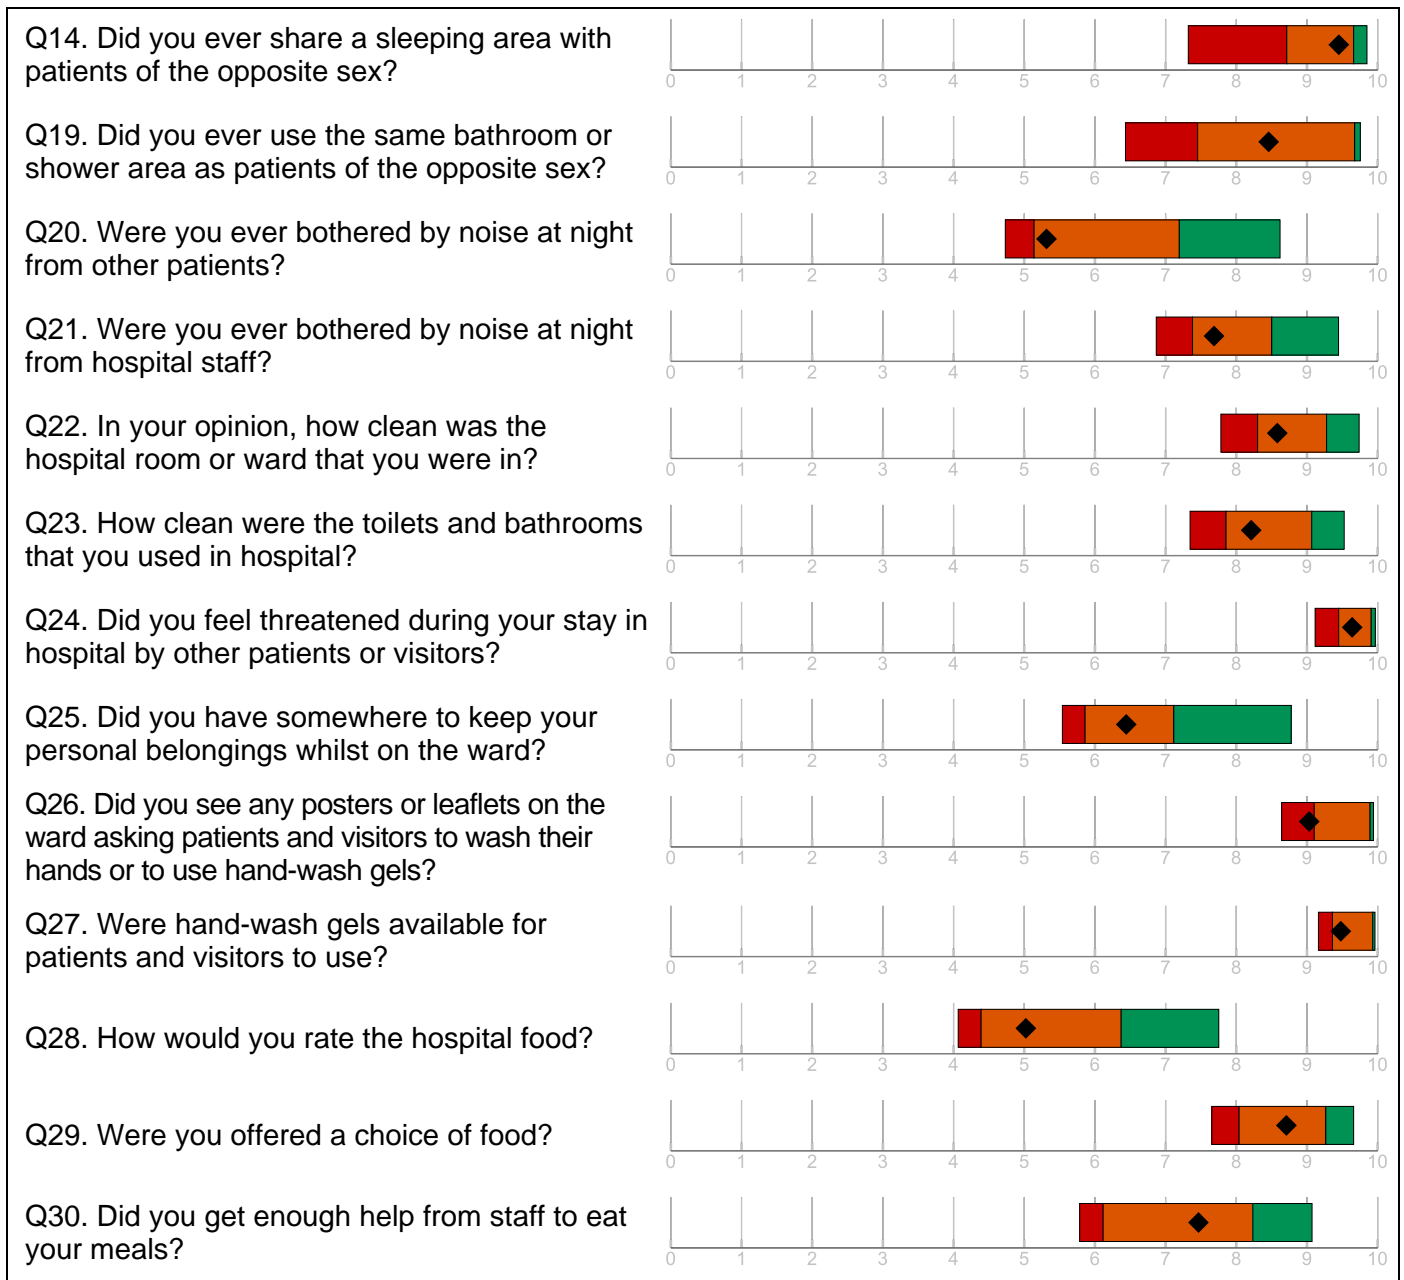 Q14. Did you ever share a sleeping area with
patients of the opposite sex?
0 1 2 3 4 5 6 7 8 9 10
Q19. Did you ever use the same bathroom or
shower area as patients of the opposite sex?
0 1 2 3 4 5 6 7 8 9 10
Q20. Were you ever bothered by noise at night
from other patients?
0 1 2 3 4 5 6 7 8 9 10
Q21. Were you ever bothered by noise at night
from hospital staff?
0 1 2 3 4 5 6 7 8 9 10
Q22. In your opinion, how clean was the
hospital room or ward that you were in?
0 1 2 3 4 5 6 7 8 9 10
Q23. How clean were the toilets and bathrooms
that you used in hospital?
0 1 2 3 4 5 6 7 8 9 10
Q24. Did you feel threatened during your stay in
hospital by other patients or visitors?
0 1 2 3 4 5 6 7 8 9 10
Q25. Did you have somewhere to keep your
personal belongings whilst on the ward?
0 1 2 3 4 5 6 7 8 9 10
Q26. Did you see any posters or leaflets on the
ward asking patients and visitors to wash their
hands or to use hand-wash gels?
0 1 2 3 4 5 6 7 8 9 10
Q27. Were hand-wash gels available for
patients and visitors to use?
0 1 2 3 4 5 6 7 8 9 10
Q28. How would you rate the hospital food?
0 1 2 3 4 5 6 7 8 9 10
Q29. Were you offered a choice of food?
0 1 2 3 4 5 6 7 8 9 10
Q30. Did you get enough help from staff to eat
your meals?
0 1 2 3 4 5 6 7 8 9 10